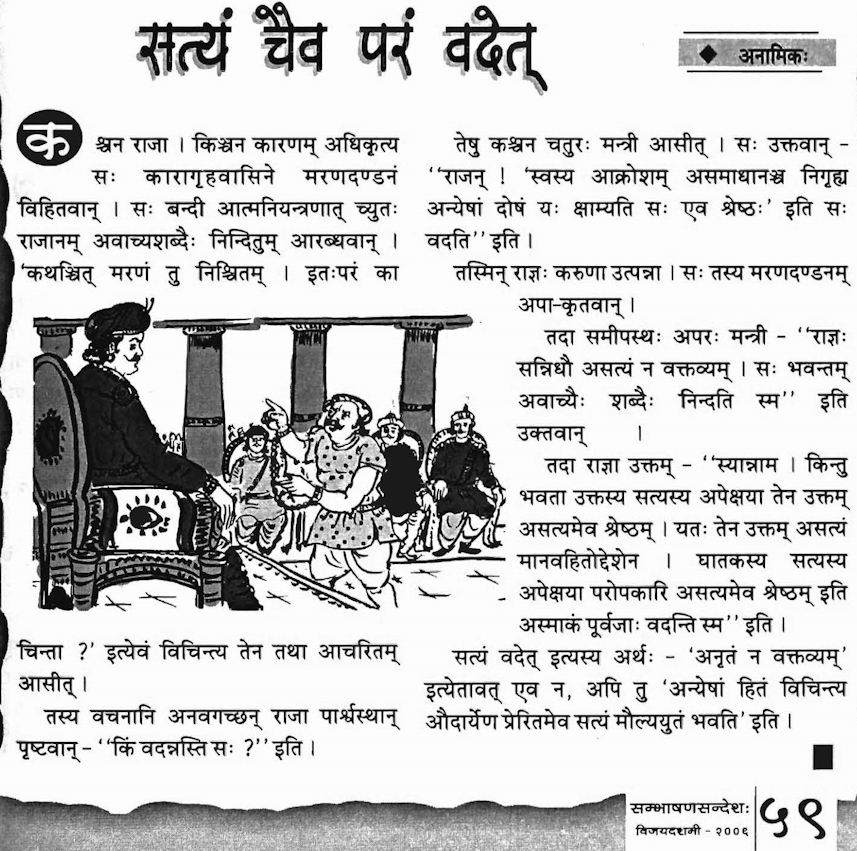 सत्यं चैव परं वदेत्
◆ अनामिकः
कश्चन राजा । किञ्चन कारणम् अधिकृत्य
सः कारागृहवासिने मरणदण्डनं
विहितवान् । सः बन्दी आत्मनियन्त्रणात् च्युतः
राजानम् अवाच्यशब्दैः निन्दितुम् आरब्धवान् ।
‘कथञ्चित् मरणं तु निश्चितम् । इतःपरं का
चिन्ता ?’ इत्येवं विचिन्त्य तेन तथा आचरितम्
आसीत् ।
तस्य वचनानि अनवगच्छन् राजा पार्श्वस्थान्
पृष्टवान् – ‘‘किं वदन्नस्ति सः ?’’ इति ।
तेषु कश्चन चतुरः मन्त्री आसीत् । सः उक्तवान् –
‘‘राजन् ! ‘स्वस्य आक्रोशम् असमाधानञ्च निगृह्य
अन्येषां दोषं यः क्षाम्यति सः एव श्रेष्ठः’ इति सः
वदति’’ इति ।
तस्मिन् राज्ञः करुणा उत्पन्ना । सः तस्य मरणदण्डनम्
अपा-कृतवान् ।
तदा समीपस्थः अपरः मन्त्री – ‘‘राज्ञः
सन्निधौ असत्यं न वक्तव्यम् । सः भवन्तम्
अवाच्यैः शब्दैः निन्दति स्म’’ इति
उक्तवान् ।
तदा राज्ञा उक्तम् – ‘‘स्यान्नाम । किन्तु
भवता उक्तस्य सत्यस्य अपेक्षया तेन उक्तम्
असत्यमेव श्रेष्ठम् । यतः तेन उक्तम् असत्यं
मानवहितोद्देशेन । घातकस्य सत्यस्य
अपेक्षया परोपकारि असत्यमेव श्रेष्ठम् इति
अस्माकं पूर्वजाः वदन्ति स्म’’ इति ।
सत्यं वदेत् इत्यस्य अर्थः – ‘अनृतं न वक्तव्यम्’
इत्येतावत् एव न, अपि तु ‘अन्येषां हितं विचिन्त्य
औदार्येण प्रेरितमेव सत्यं मौल्ययुतं भवति’ इति ।
सम्भाषणसन्देशः
विजयदशमी - २००६
५९